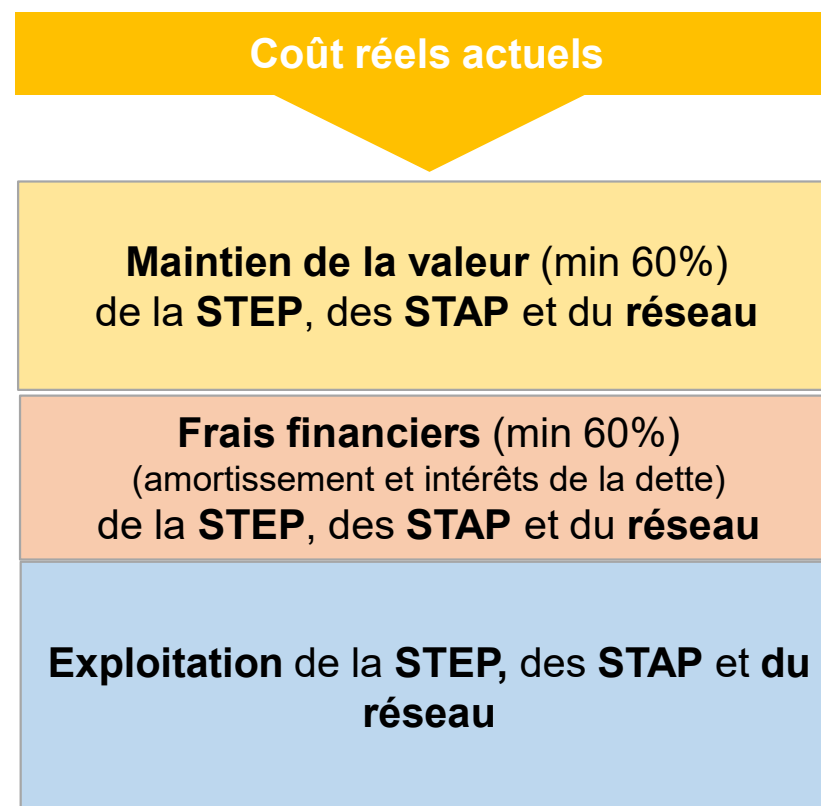 Coût réels actuels
Maintien de la valeur (min 60%)
de la STEP, des STAP et du réseau
Frais financiers (min 60%)
(amortissement et intérêts de la dette)
de la STEP, des STAP et du réseau
Exploitation de la STEP, des STAP et du
réseau